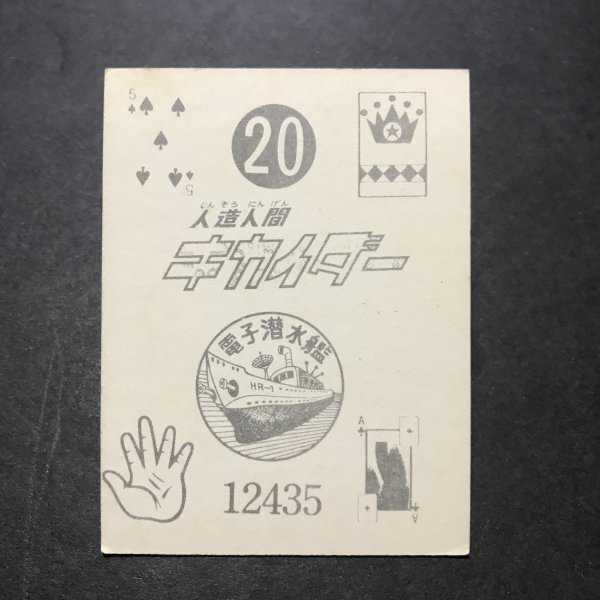 5
20
5
じんぞうにんげん
人造人間
キカイダー
電子潜水艦
HR-1
A
A
12435